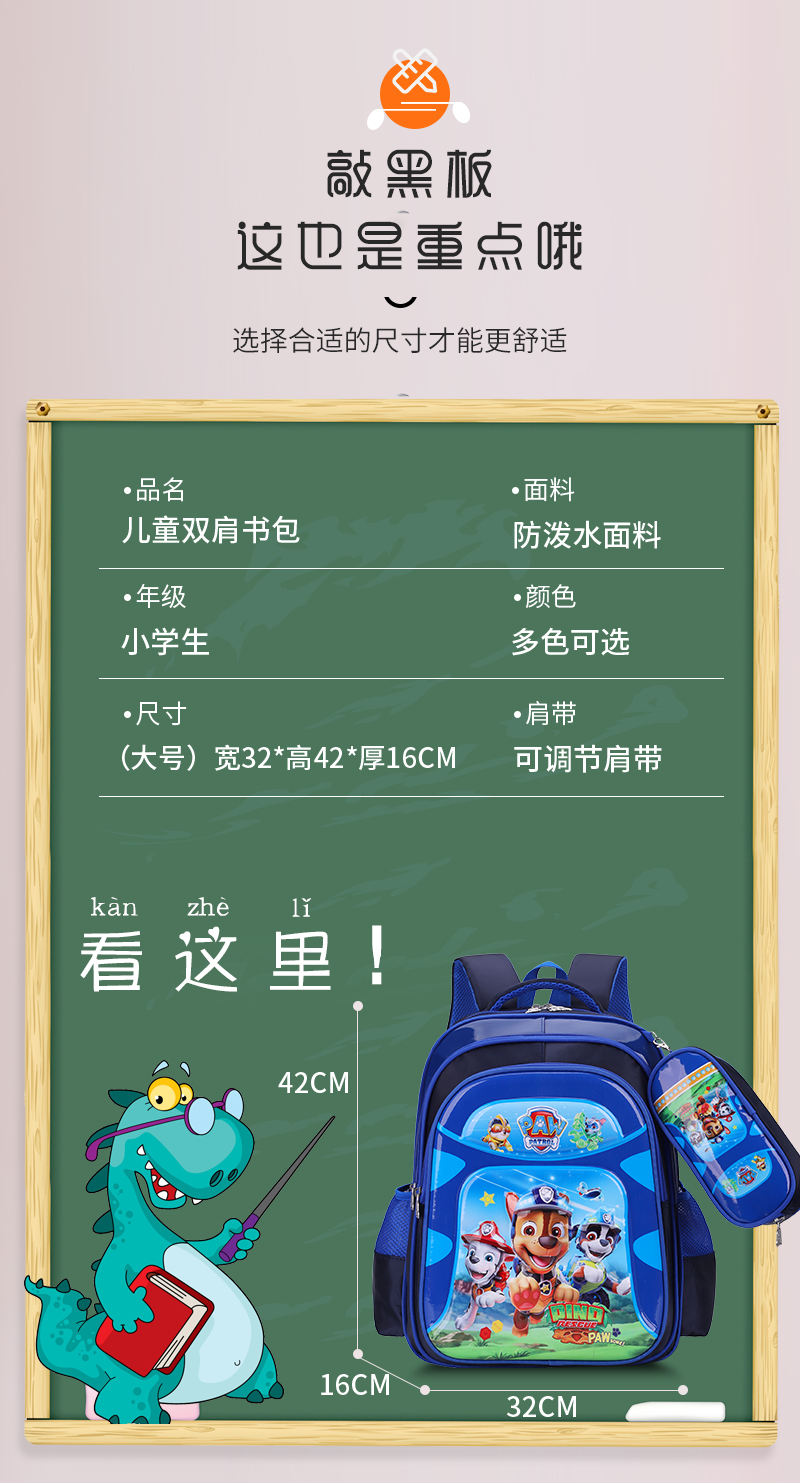 敲黑板
这也是重点哦
选择合适的尺寸才能更舒适
•品名
儿童双肩书包
•面料
防泼水面料
•年级
小学生
•颜色
多色可选
•尺寸
（大号）宽32*高42*厚16CM
•肩带
可调节肩带
kàn zhè lǐ
看这里！
42CM
PAW
PATROL
DINO
RESCUE
PAW
16CM
32CM